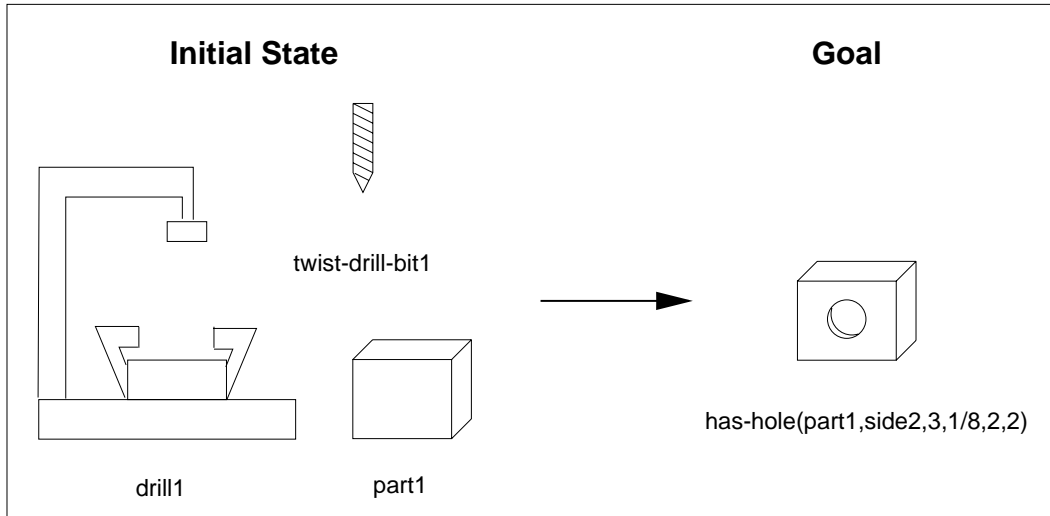 Initial State
Goal
twist-drill-bit1
has-hole(part1,side2,3,1/8,2,2)
drill1
part1